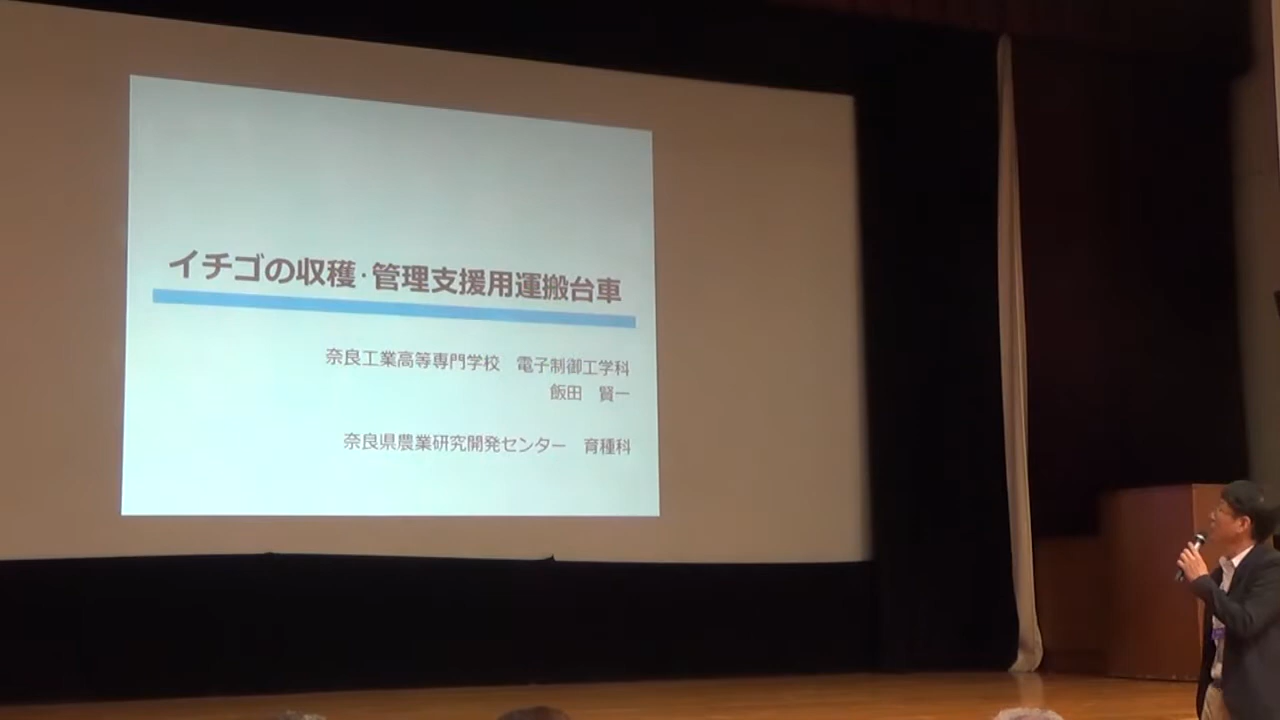 イチゴの収穫・管理支援用運搬台車
奈良工業高等専門学校　電子制御工学科
飯田　賢一
奈良県農業研究開発センター　育種科